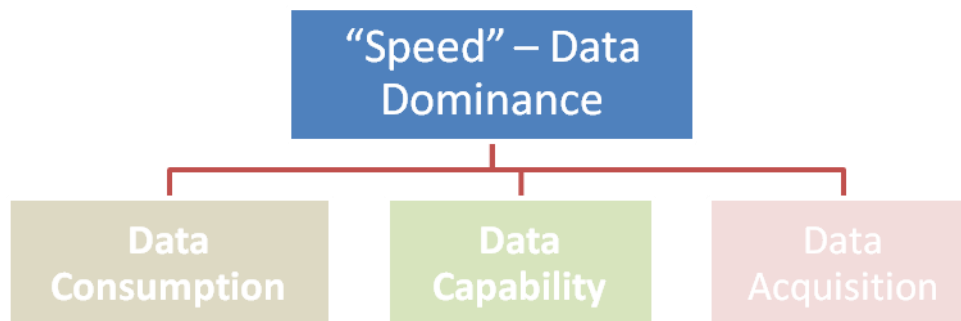 “Speed” – Data
Dominance
Data
Consumption
Data
Capability
Data
Acquisition